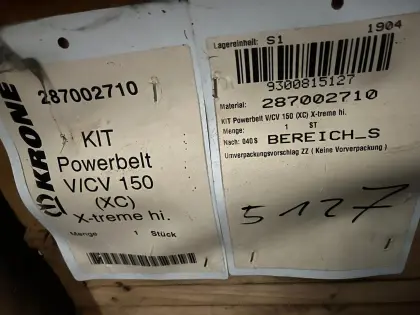 KRONE
287002710
KIT
Powerbelt
V/CV 150
(XC)
X-treme hi.
Menge 1 Stück
Lagereinheit: S1 1904
9300815127
Material: 287002710
KIT Powerbelt V/CV 150 (XC) X-treme hi.
Menge: 1 ST
Nach: 040S BEREICH_S
Umverpackungsvorschlag ZZ ( Keine Vorverpackung )
5127